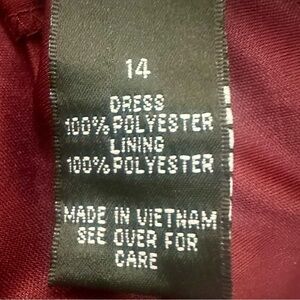 14
DRESS
100% POLYESTER
LINING
100% POLYESTER
MADE IN VIETNAM
SEE OVER FOR
CARE